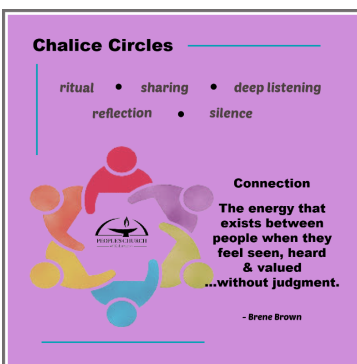 Chalice Circles
ritual • sharing • deep listening
reflection • silence
Connection
The energy that
exists between
people when they
feel seen, heard
& valued
...without judgment.
- Brene Brown
PEOPLE'S CHURCH